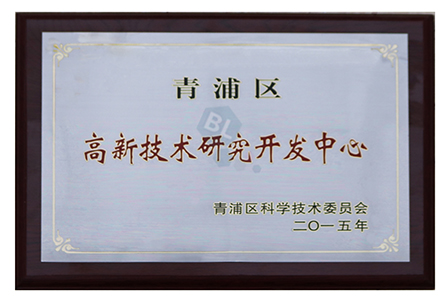 青浦区
BL
高新技术研究开发中心
青浦区科学技术委员会
二〇一五年